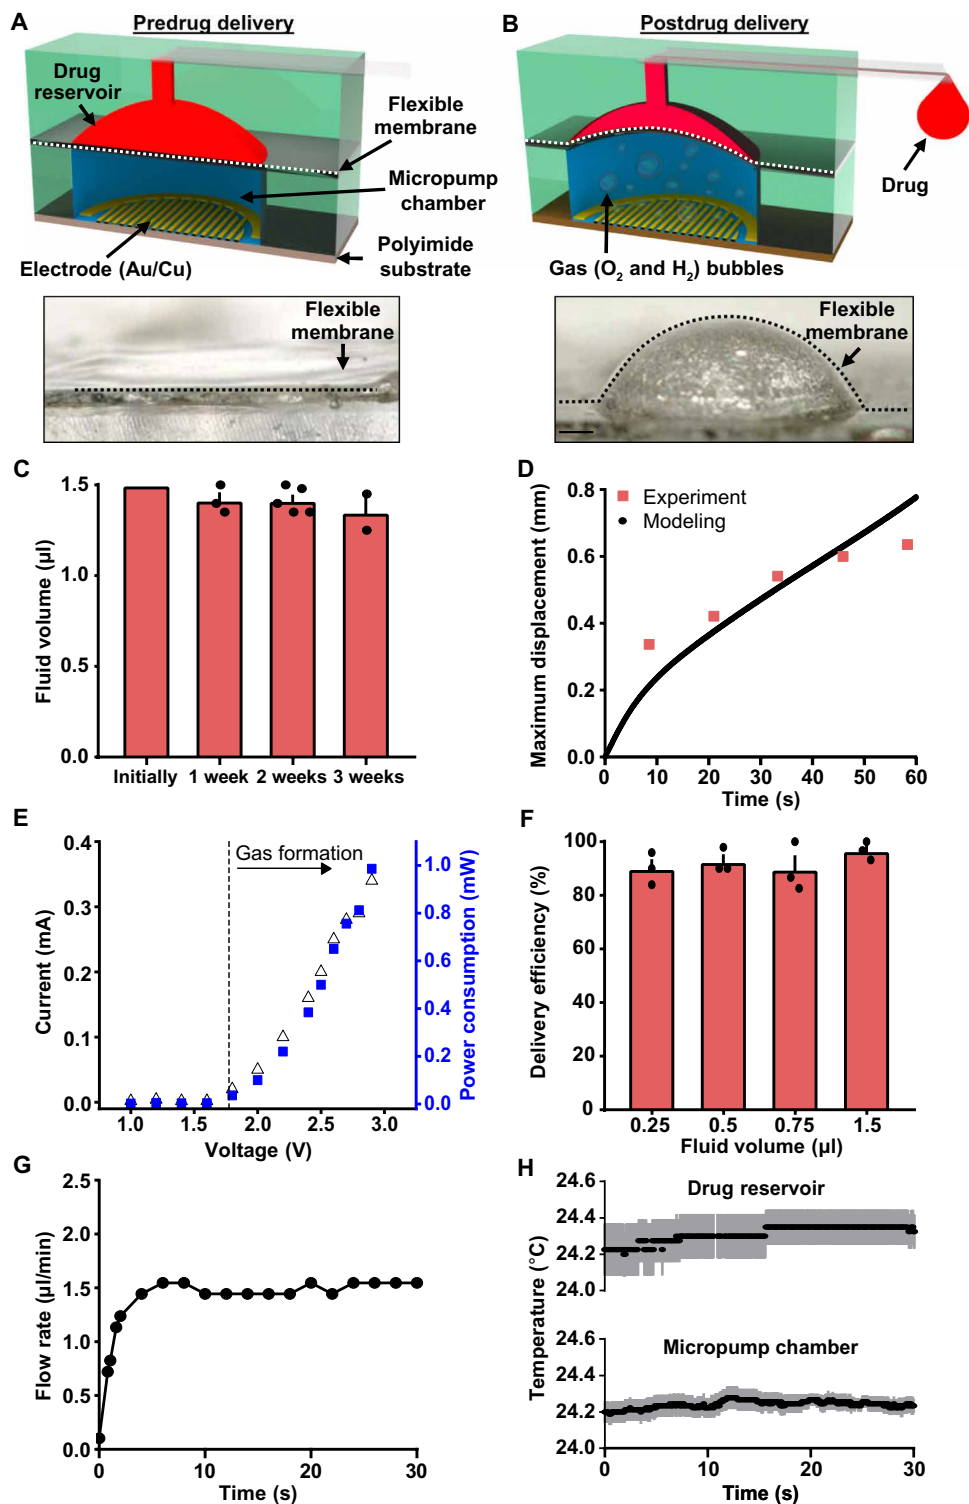 A
Predrug delivery
Drug
reservoir
Flexible
membrane
Micropump
chamber
Polyimide
substrate
Electrode (Au/Cu)
Flexible
membrane
B
Postdrug delivery
Drug
Gas (O₂ and H₂) bubbles
Flexible
membrane
C
Fluid volume (µl)
1.5
1.0
0.5
0.0
Initially 1 week 2 weeks 3 weeks
D
Maximum displacement (mm)
0.8
0.6
0.4
0.2
0.0
Experiment
Modeling
0 10 20 30 40 50 60
Time (s)
E
Current (mA)
0.4
0.3
0.2
0.1
0.0
Gas formation
1.0
0.8
0.6
0.4
0.2
0.0
Power consumption (mW)
1.0 1.5 2.0 2.5 3.0
Voltage (V)
F
Delivery efficiency (%)
100
80
60
40
20
0
0.25 0.5 0.75 1.5
Fluid volume (µl)
G
Flow rate (µl/min)
2.5
2.0
1.5
1.0
0.5
0.0
0 10 20 30
Time (s)
H
Temperature (°C)
24.6
24.4
24.2
24.0
Drug reservoir
24.6
24.4
24.2
24.0
Micropump chamber
0 10 20 30
Time (s)